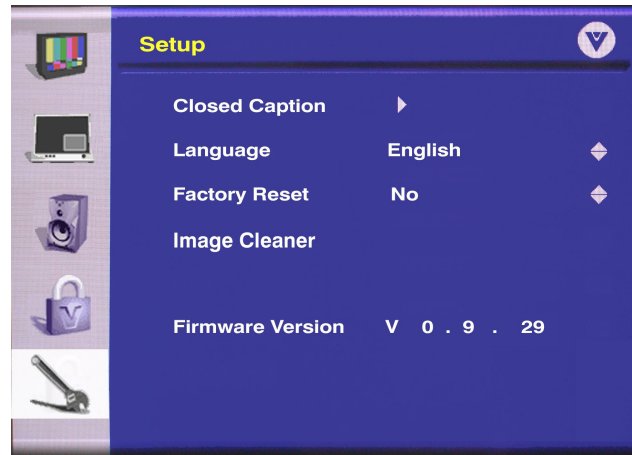 Setup
Closed Caption
Language English
Factory Reset No
Image Cleaner
Firmware Version V 0 . 9 . 29